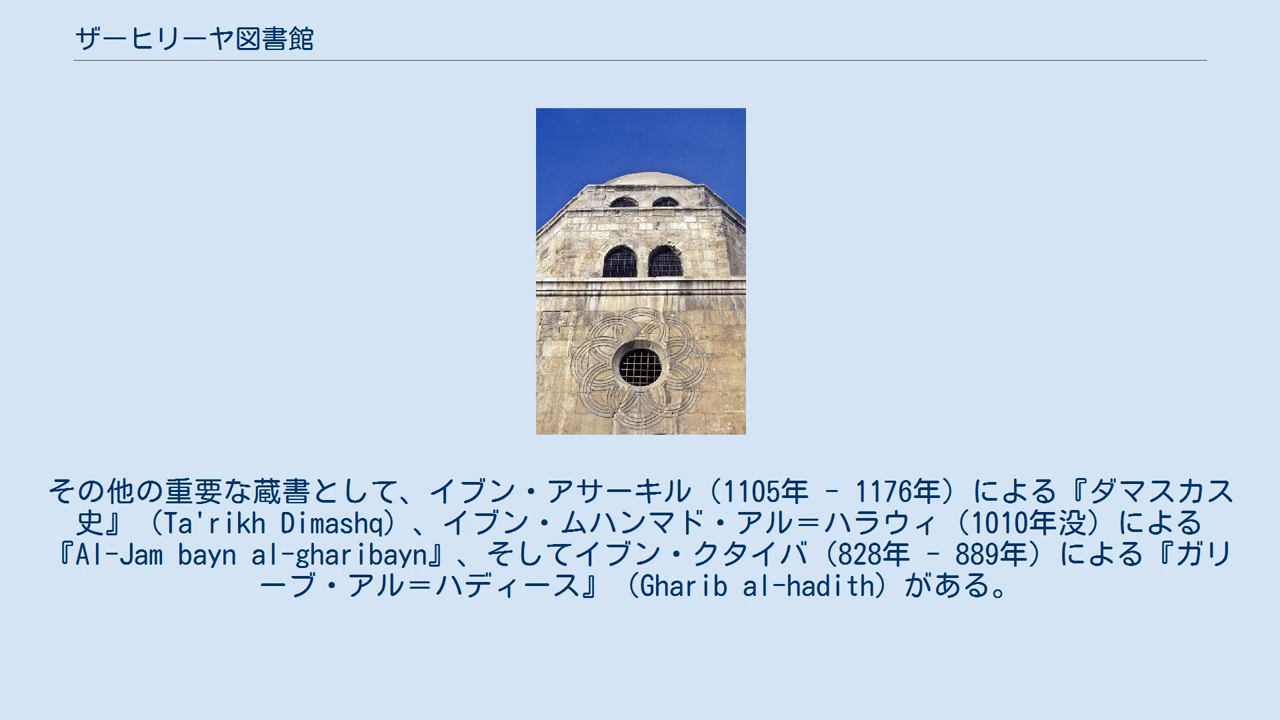 ザーヒリーヤ図書館
その他の重要な蔵書として、イブン・アサーキル（1105年 - 1176年）による『ダマスカス
史』（Ta'rikh Dimashq）、イブン・ムハンマド・アル＝ハラウィ（1010年没）による
『Al-Jam bayn al-gharibayn』、そしてイブン・クタイバ（828年 - 889年）による『ガリ
ーブ・アル＝ハディース』（Gharib al-hadith）がある。